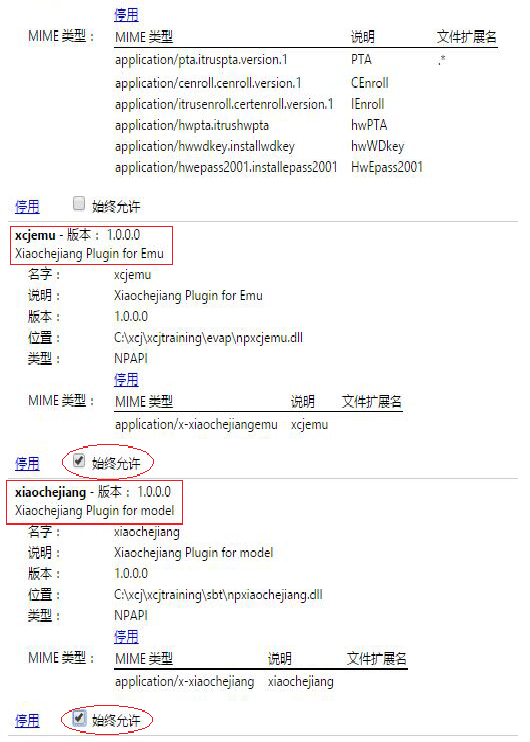 停用
MIME 类型： MIME 类型 说明 文件扩展名
application/pta.itruspta.version.1 PTA .*
application/cenroll.cenroll.version.1 CEnroll
application/itrusenroll.certenroll.version.1 IEnroll
application/hwpta.itrushwpta hwPTA
application/hwwdkey.installwdkey hwWDkey
application/hwepass2001.installepass2001 HwEpass2001
停用 始终允许
xcjemu - 版本： 1.0.0.0
Xiaochejiang Plugin for Emu
名字： xcjemu
说明： Xiaochejiang Plugin for Emu
版本： 1.0.0.0
位置： C:\xcj\xcjtraining\evap\npxcjemu.dll
类型： NPAPI
停用
MIME 类型： MIME 类型 说明 文件扩展名
application/x-xiaochejiangemu xcjemu
停用 始终允许
xiaochejiang - 版本： 1.0.0.0
Xiaochejiang Plugin for model
名字： xiaochejiang
说明： Xiaochejiang Plugin for model
版本： 1.0.0.0
位置： C:\xcj\xcjtraining\sbt\npxiaochejiang.dll
类型： NPAPI
停用
MIME 类型： MIME 类型 说明 文件扩展名
application/x-xiaochejiang xiaochejiang
停用 始终允许